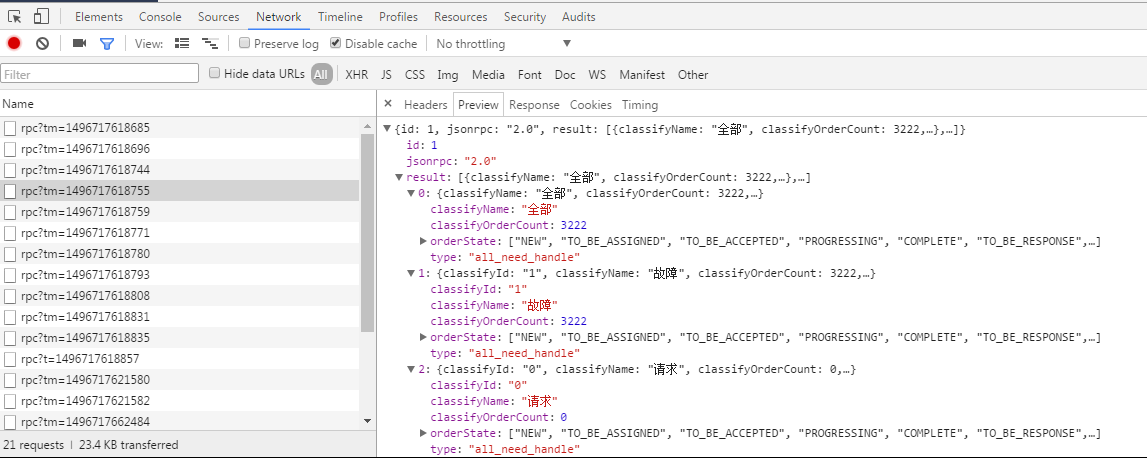 Elements Console Sources Network Timeline Profiles Resources Security Audits
View: Preserve log Disable cache No throttling
Filter Hide data URLs All XHR JS CSS Img Media Font Doc WS Manifest Other
Name
rpc?tm=1496717618685
rpc?tm=1496717618696
rpc?tm=1496717618744
rpc?tm=1496717618755
rpc?tm=1496717618759
rpc?tm=1496717618771
rpc?tm=1496717618780
rpc?tm=1496717618793
rpc?tm=1496717618808
rpc?tm=1496717618831
rpc?tm=1496717618835
rpc?t=1496717618857
rpc?tm=1496717621580
rpc?tm=1496717621582
rpc?tm=1496717662484
21 requests | 23.4 KB transferred
× Headers Preview Response Cookies Timing
{id: 1, jsonrpc: "2.0", result: [{classifyName: "全部", classifyOrderCount: 3222,…},…]}
id: 1
jsonrpc: "2.0"
result: [{classifyName: "全部", classifyOrderCount: 3222,…},…]
0: {classifyName: "全部", classifyOrderCount: 3222,…}
classifyName: "全部"
classifyOrderCount: 3222
orderState: ["NEW", "TO_BE_ASSIGNED", "TO_BE_ACCEPTED", "PROGRESSING", "COMPLETE", "TO_BE_RESPONSE",…]
type: "all_need_handle"
1: {classifyId: "1", classifyName: "故障", classifyOrderCount: 3222,…}
classifyId: "1"
classifyName: "故障"
classifyOrderCount: 3222
orderState: ["NEW", "TO_BE_ASSIGNED", "TO_BE_ACCEPTED", "PROGRESSING", "COMPLETE", "TO_BE_RESPONSE",…]
type: "all_need_handle"
2: {classifyId: "0", classifyName: "请求", classifyOrderCount: 0,…}
classifyId: "0"
classifyName: "请求"
classifyOrderCount: 0
orderState: ["NEW", "TO_BE_ASSIGNED", "TO_BE_ACCEPTED", "PROGRESSING", "COMPLETE", "TO_BE_RESPONSE",…]
type: "all_need_handle"